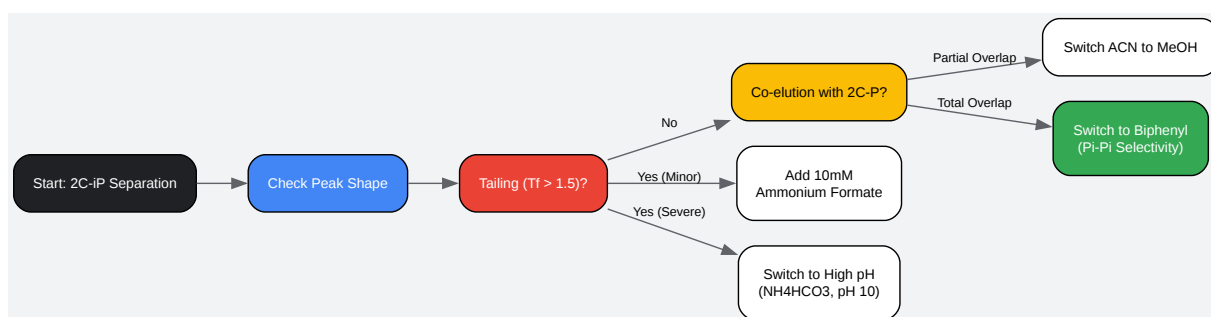 Start: 2C-iP Separation
Check Peak Shape
Tailing (Tf > 1.5)?
No
Yes (Minor)
Yes (Severe)
Co-elution with 2C-P?
Add 10mM
Ammonium Formate
Switch to High pH
(NH4HCO3, pH 10)
Partial Overlap
Total Overlap
Switch ACN to MeOH
Switch to Biphenyl
(Pi-Pi Selectivity)